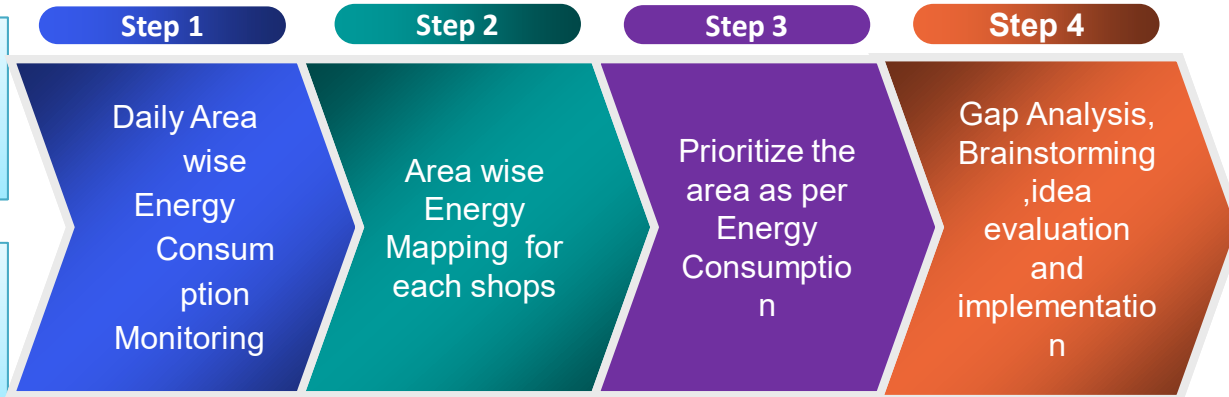 Step 1
Daily Area
wise
Energy
Consum
ption
Monitoring
Step 2
Area wise
Energy
Mapping for
each shops
Step 3
Prioritize the
area as per
Energy
Consumptio
n
Step 4
Gap Analysis,
Brainstorming
,idea
evaluation
and
implementatio
n